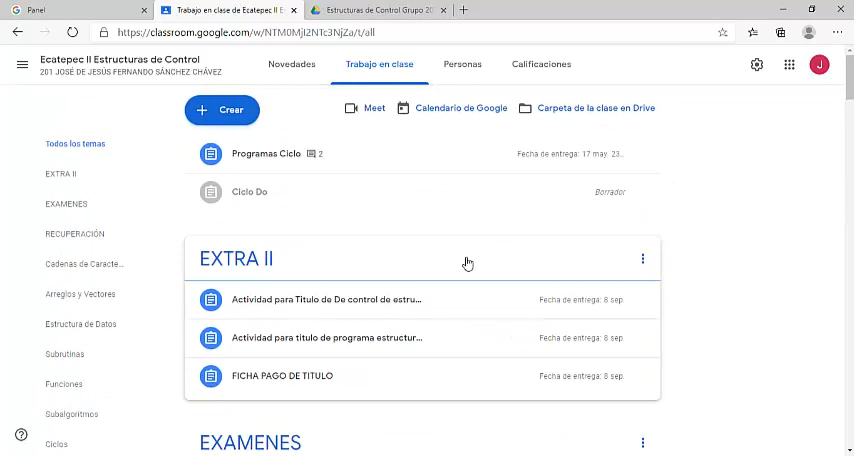 Panel
Trabajo en clase de Ecatepec II E
Estructuras de Control Grupo 20
https://classroom.google.com/w/NTM0MjI2NTc3NjZa/t/all
Ecatepec II Estructuras de Control
201 JOSÉ DE JESÚS FERNANDO SÁNCHEZ CHÁVEZ
Novedades
Trabajo en clase
Personas
Calificaciones
J
Crear
Meet
Calendario de Google
Carpeta de la clase en Drive
Todos los temas
EXTRA II
EXAMENES
RECUPERACIÓN
Cadenas de Caracte...
Arreglos y Vectores
Estructura de Datos
Subrutinas
Funciones
Subalgoritmos
Ciclos
Programas Ciclo 2
Fecha de entrega: 17 may. 23...
Ciclo Do
Borrador
EXTRA II
Actividad para Titulo de De control de estru...
Fecha de entrega: 8 sep.
Actividad para titulo de programa estructur...
Fecha de entrega: 8 sep.
FICHA PAGO DE TITULO
Fecha de entrega: 8 sep.
EXAMENES